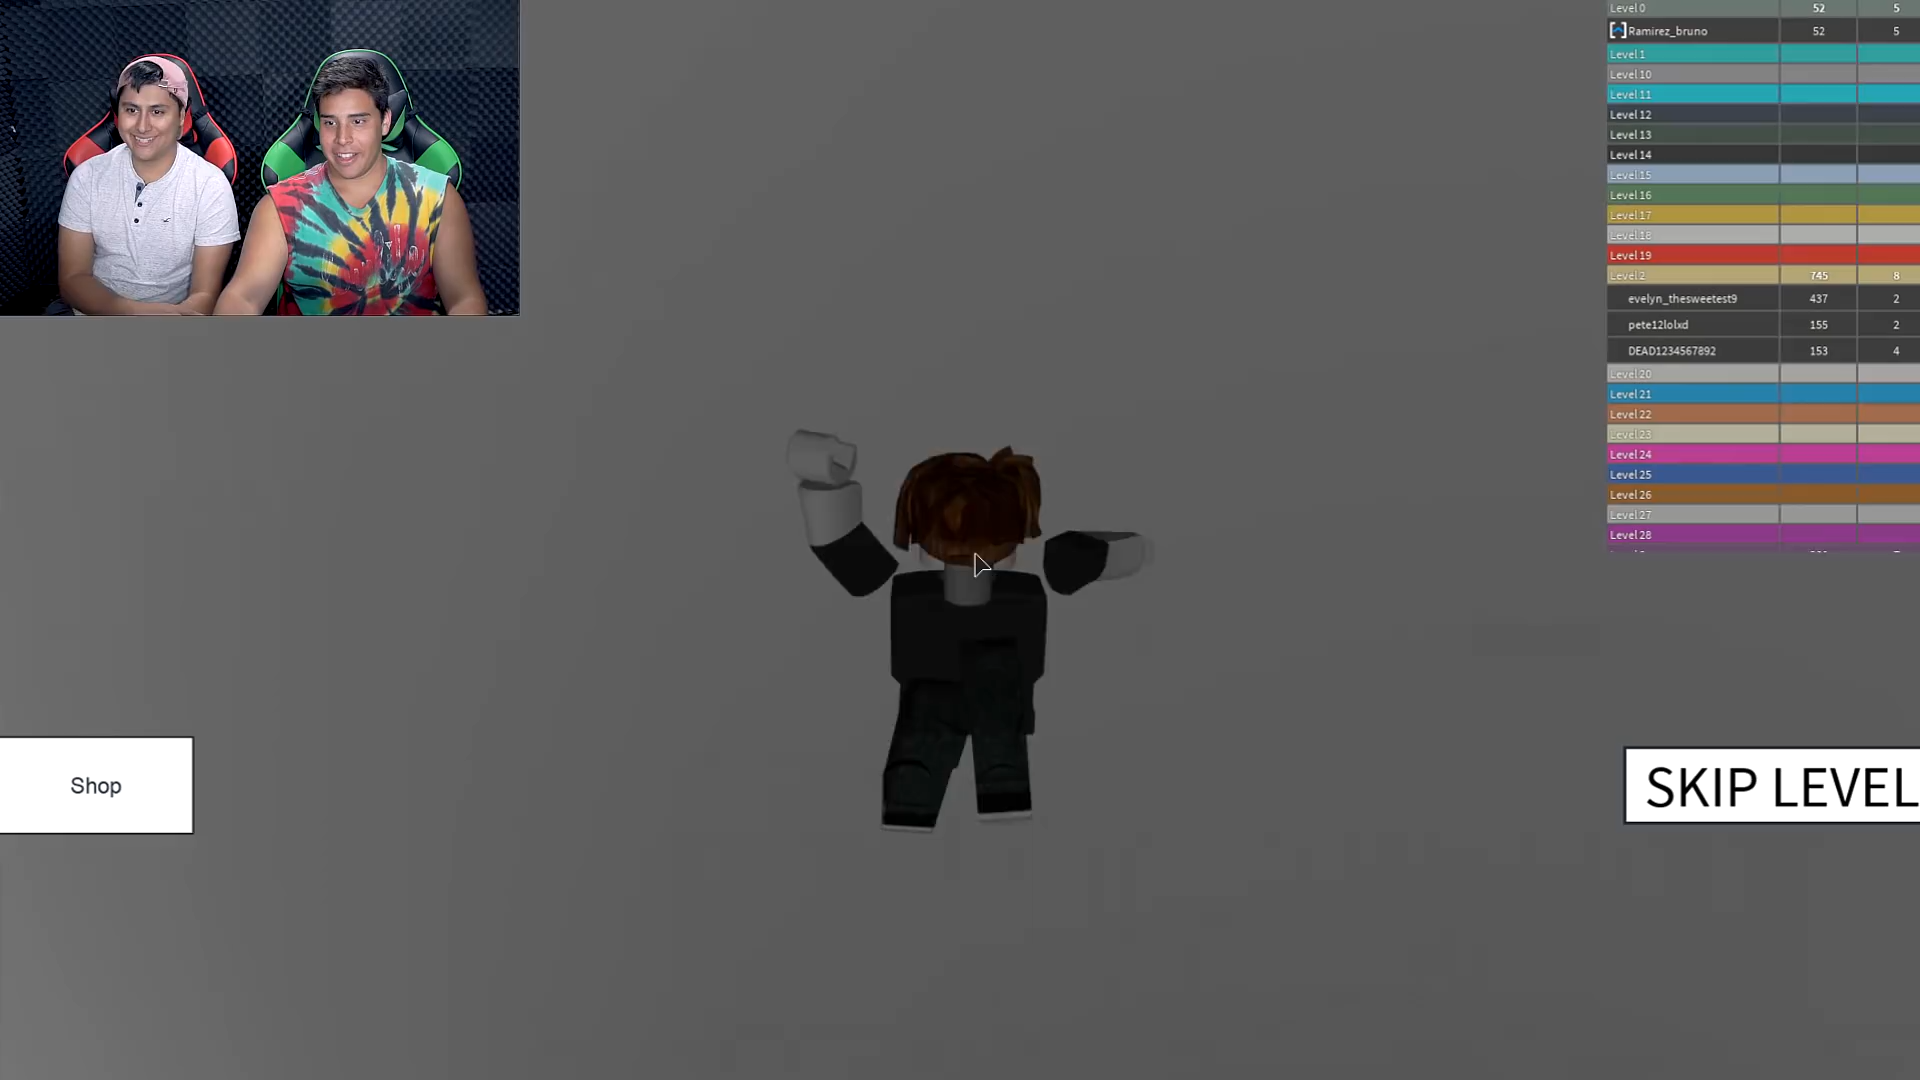 Level 0 52 5
Ramirez_bruno 52 5
Level 1
Level 10
Level 11
Level 12
Level 13
Level 14
Level 15
Level 16
Level 17
Level 18
Level 19
Level 2 745 8
evelyn_thesweetest9 437 2
pete12lolxd 155 2
DEAD1234567892 153 4
Level 20
Level 21
Level 22
Level 23
Level 24
Level 25
Level 26
Level 27
Level 28
Shop
SKIP LEVEL